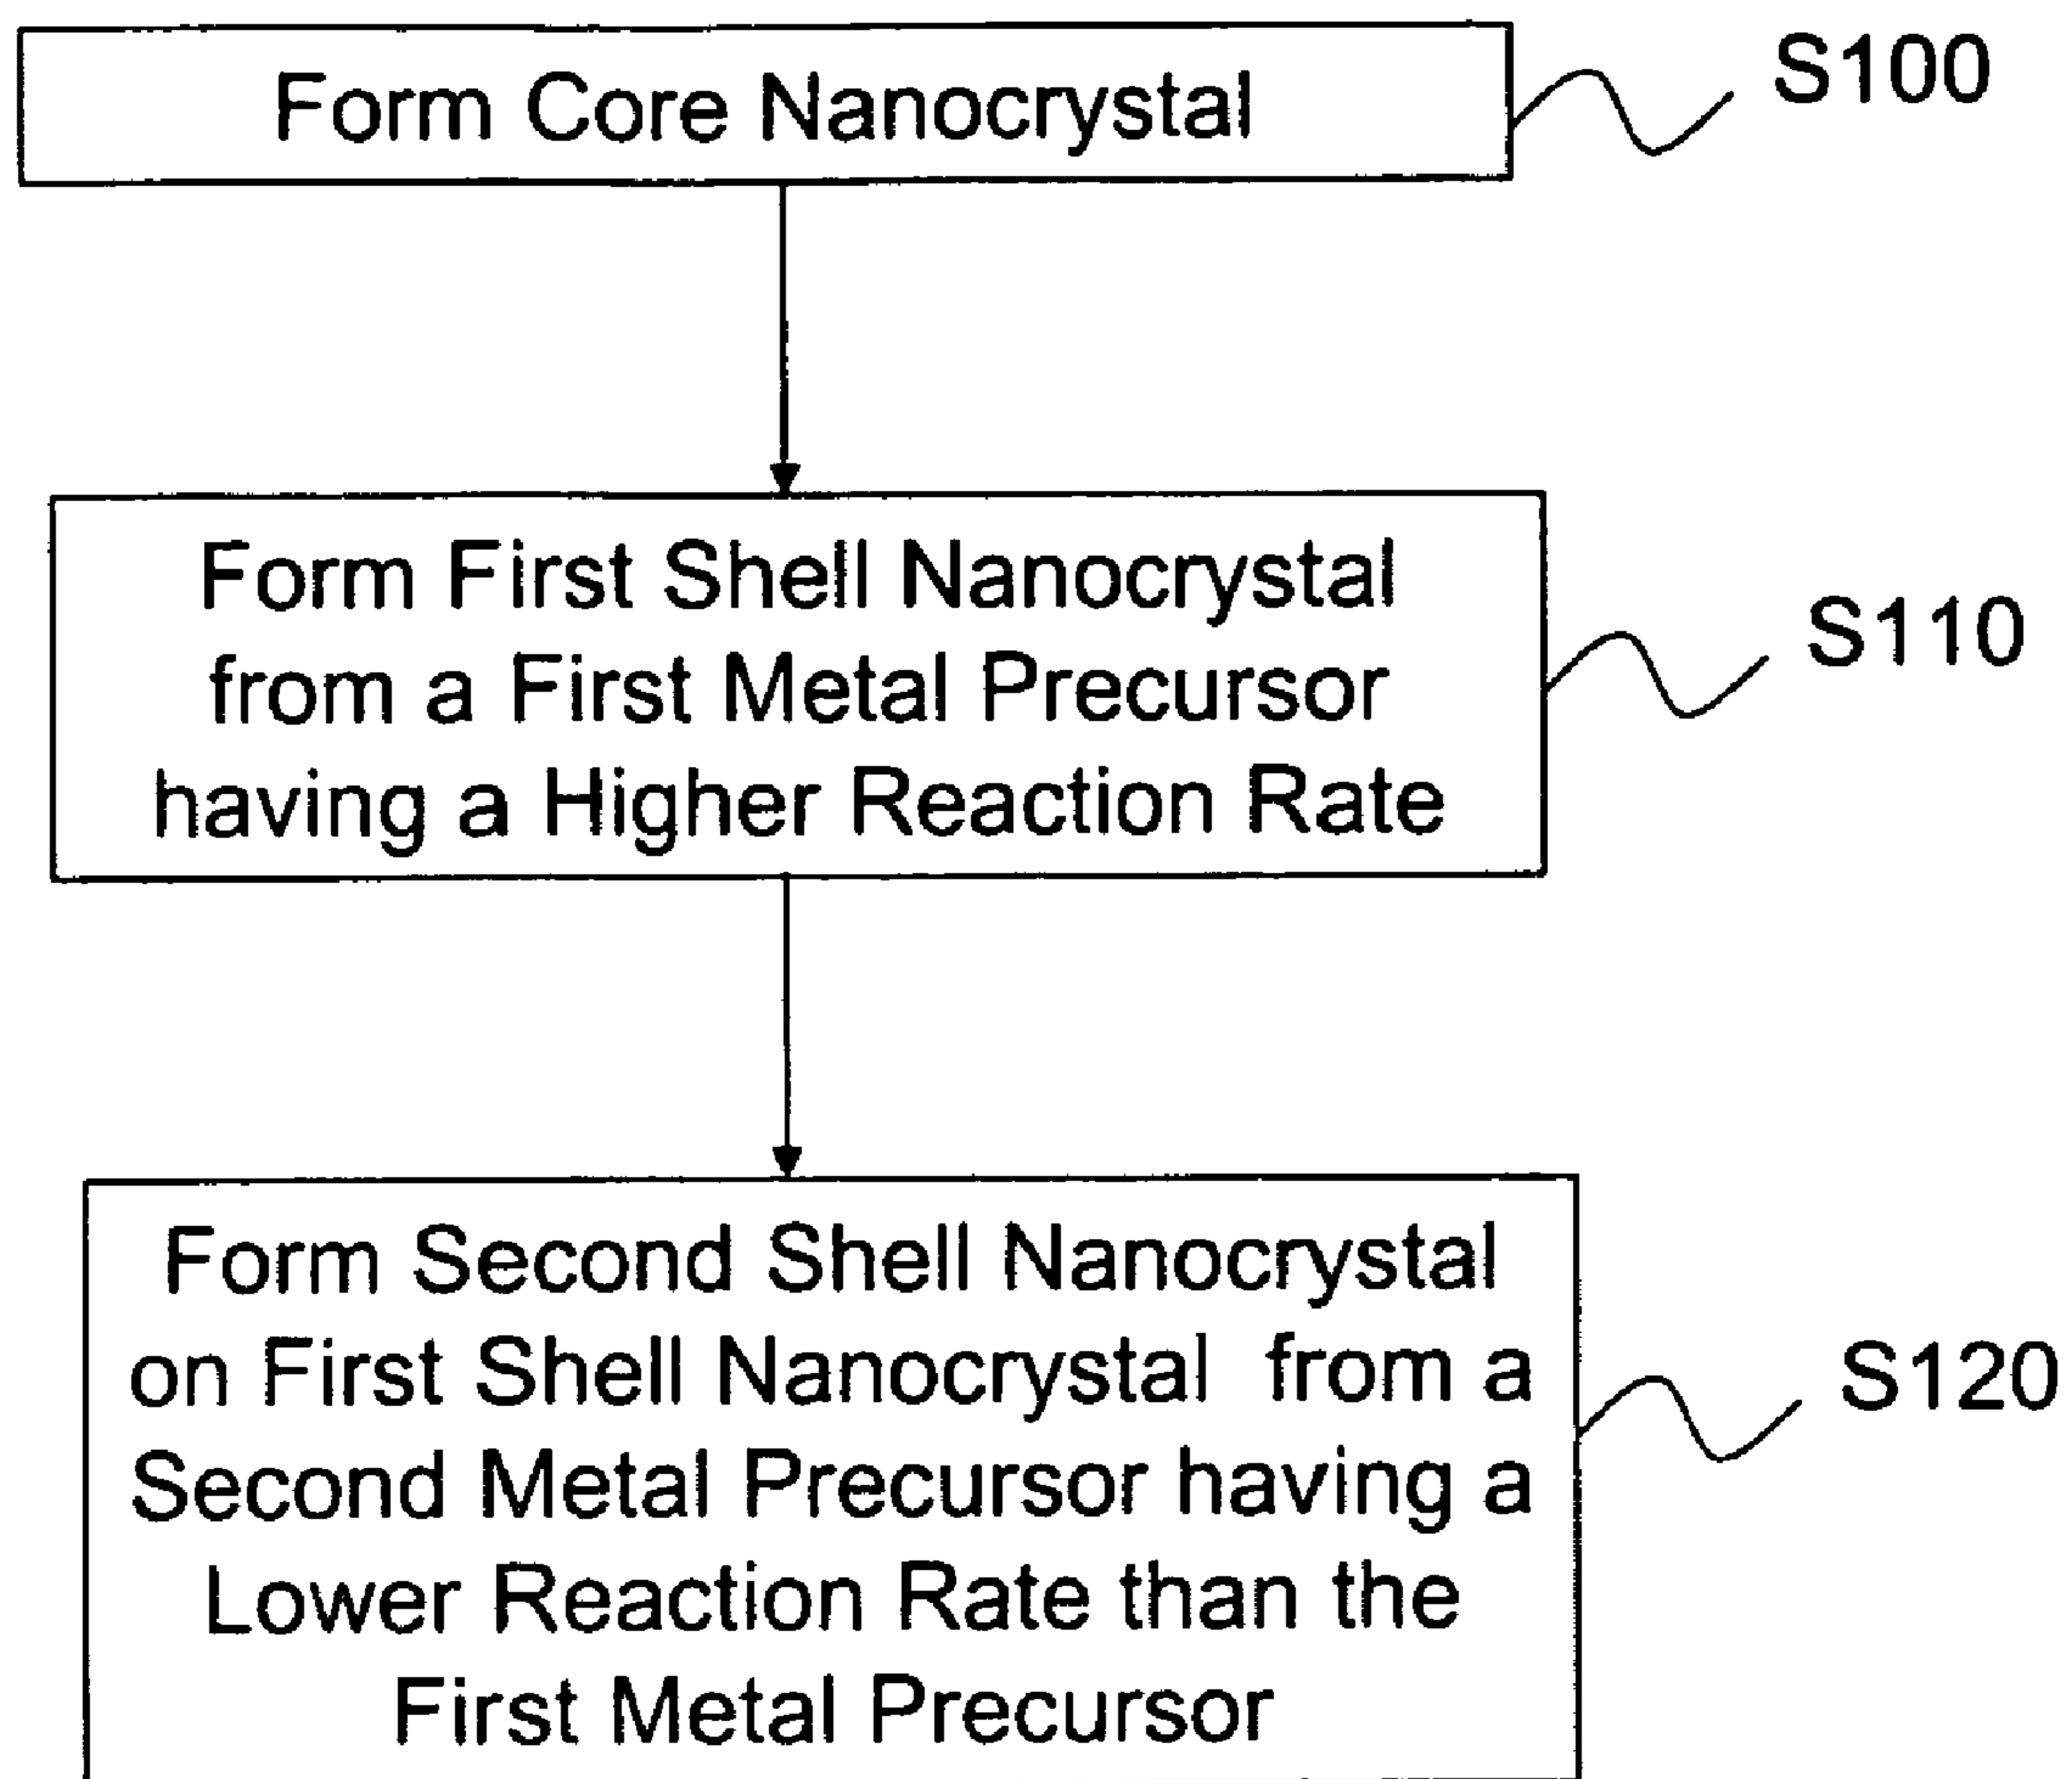 Form Core Nanocrystal
S100
Form First Shell Nanocrystal
from a First Metal Precursor
having a Higher Reaction Rate
S110
Form Second Shell Nanocrystal
on First Shell Nanocrystal from a
Second Metal Precursor having a
Lower Reaction Rate than the
First Metal Precursor
S120